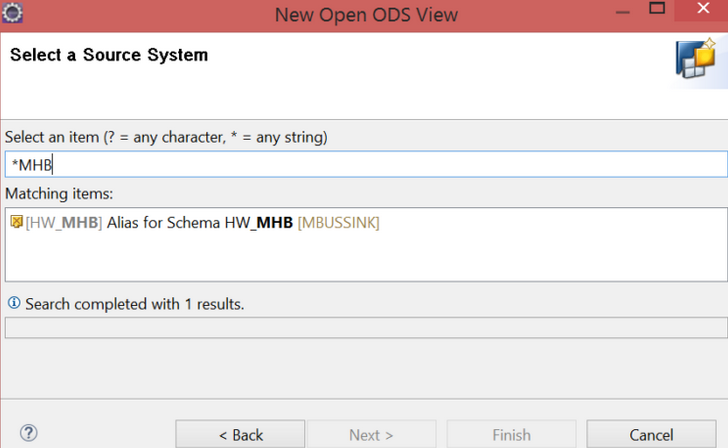 New Open ODS View
Select a Source System
Select an item (? = any character, * = any string)
*MHB
Matching items:
[HW_MHB] Alias for Schema HW_MHB [MBUSSINK]
Search completed with 1 results.
< Back
Next >
Finish
Cancel